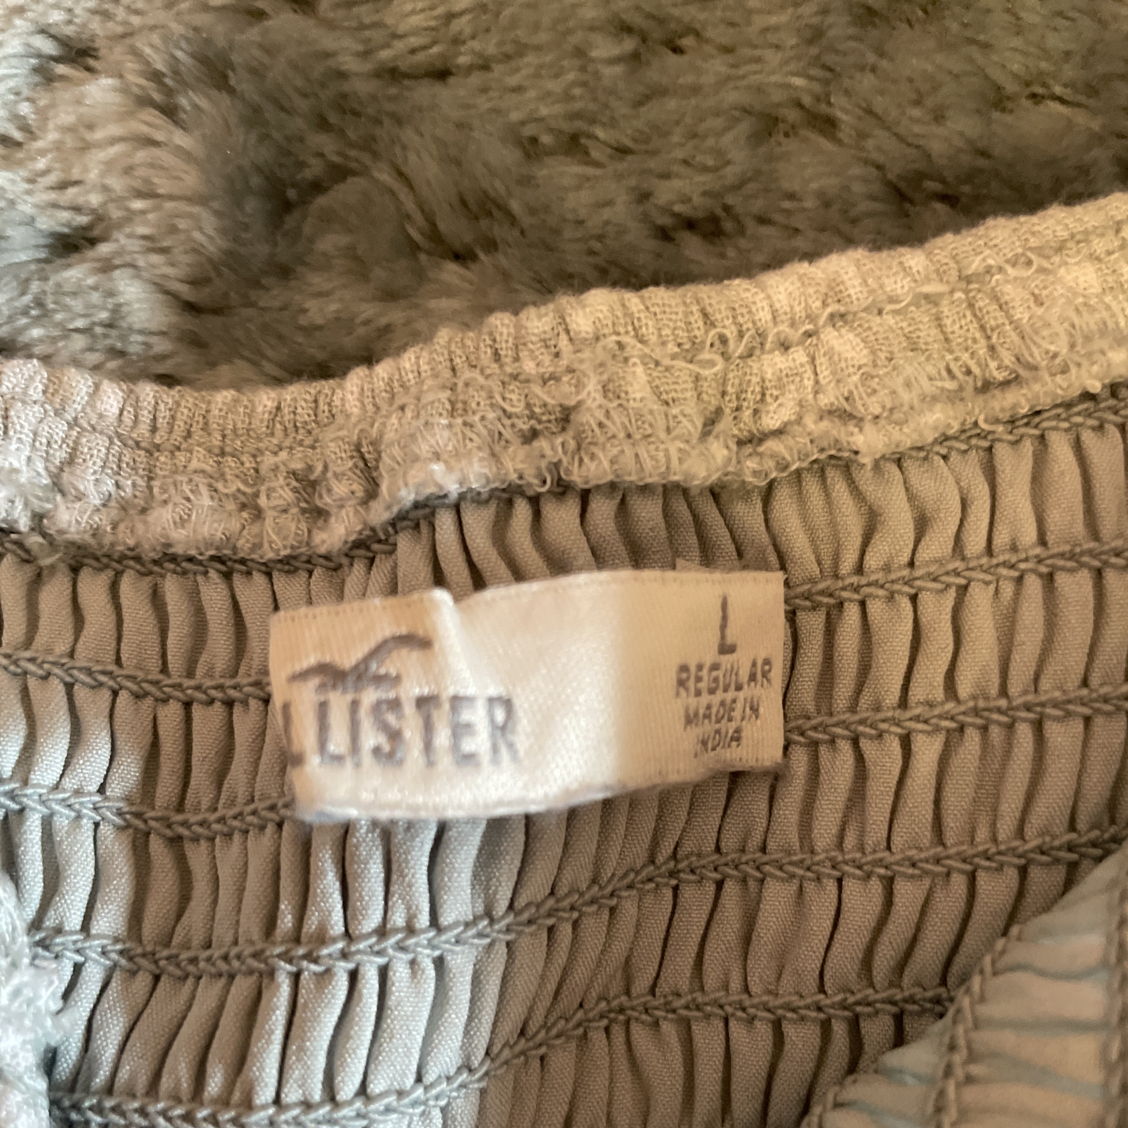 LLISTER
L
REGULAR
MADE IN
INDIA